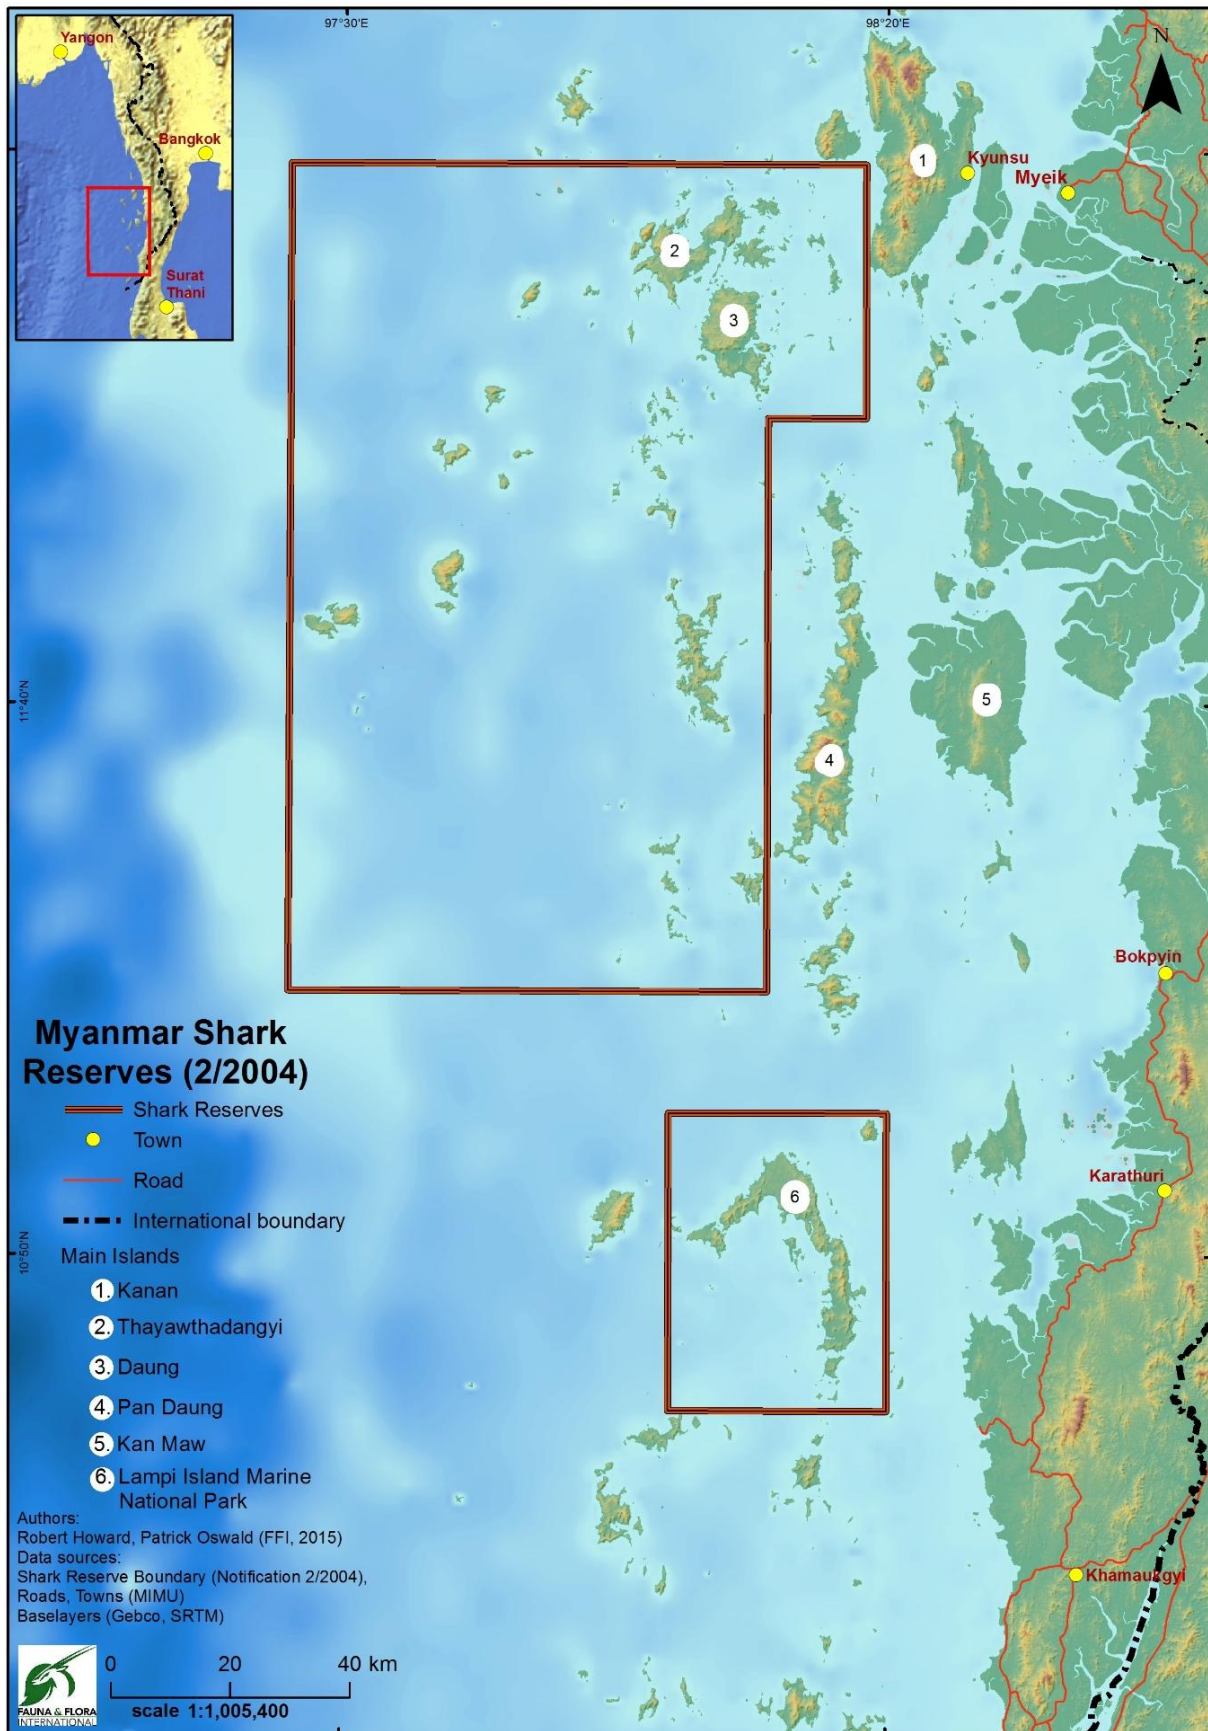 97°30'E
98°20'E
N
Yangon
Bangkok
Surat
Thani
1
Kyunsu
Myeik
2
3
11°40'N
5
4
Bokpyin
Myanmar Shark
Reserves (2/2004)
Shark Reserves
Town
Road
International boundary
Main Islands
1. Kanan
2. Thayawthadangyi
3. Daung
4. Pan Daung
5. Kan Maw
6. Lampi Island Marine
National Park
6
Karathuri
10°50'N
Khamaukgyi
Authors:
Robert Howard, Patrick Oswald (FFI, 2015)
Data sources:
Shark Reserve Boundary (Notification 2/2004),
Roads, Towns (MIMU)
Baselayers (Gebco, SRTM)
FAUNA & FLORA
INTERNATIONAL
0 20 40 km
scale 1:1,005,400